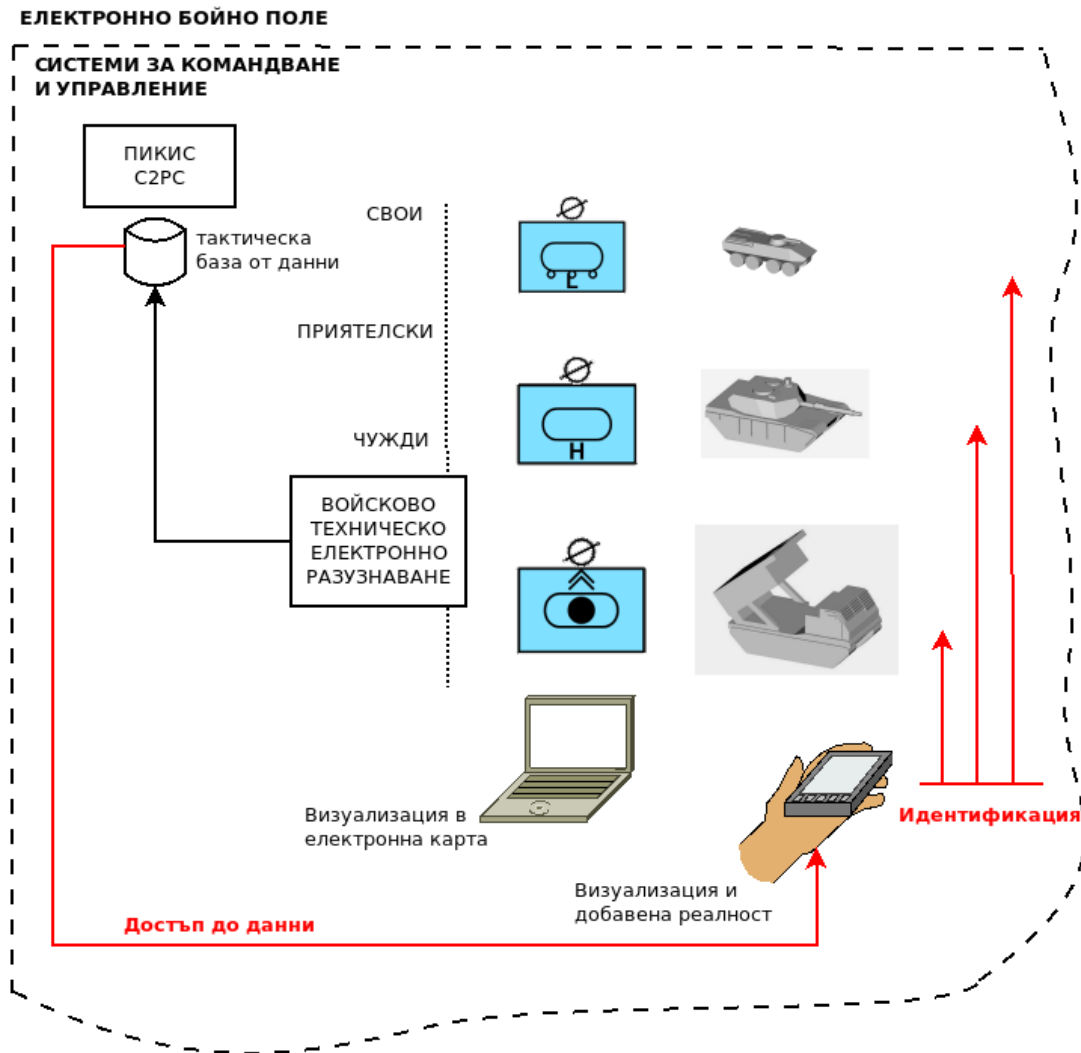 ЕЛЕКТРОННО БОЙНО ПОЛЕ
СИСТЕМИ ЗА КОМАНДВАНЕ
И УПРАВЛЕНИЕ
ПИКИС
C2PC
тактическа
база от данни
СВОИ
ПРИЯТЕЛСКИ
ЧУЖДИ
ВОЙСКОВО
ТЕХНИЧЕСКО
ЕЛЕКТРОННО
РАЗУЗНАВАНЕ
L
H
Визуализация в
електронна карта
Идентификация
Визуализация и
добавена реалност
Достъп до данни